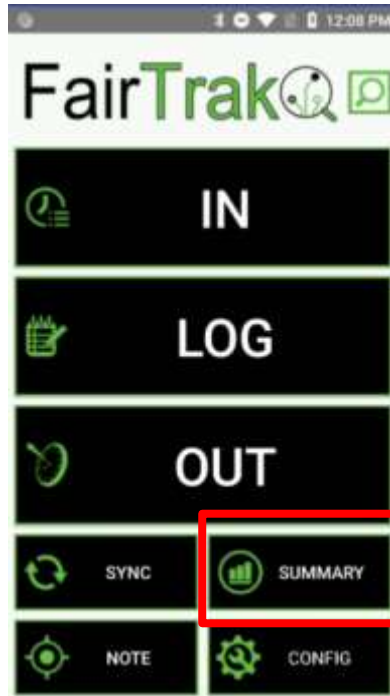 12:08 PM
FairTrak
IN
LOG
OUT
SYNC
SUMMARY
NOTE
CONFIG